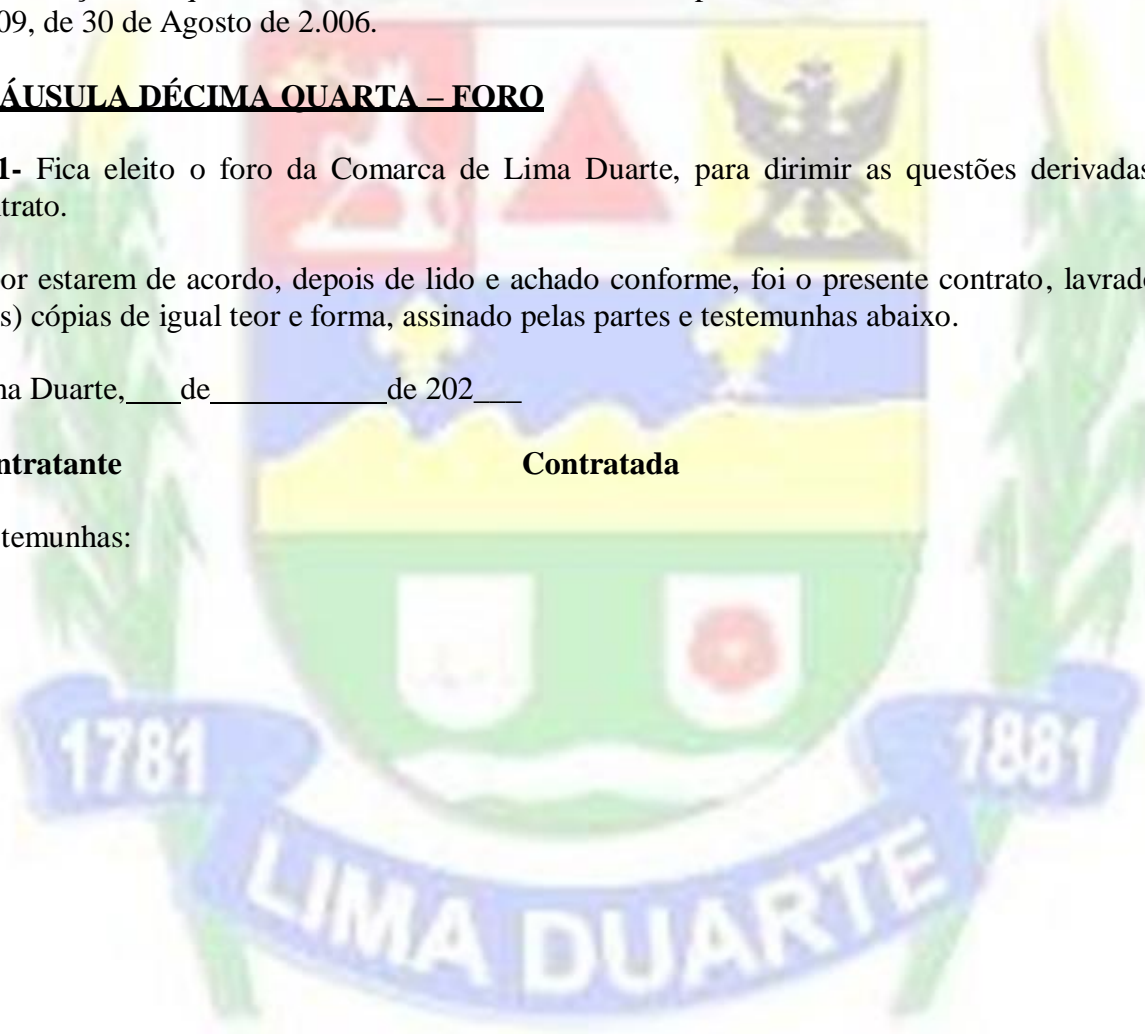 09, de 30 de Agosto de 2.006.
ÁUSULA DÉCIMA QUARTA – FORO
1- Fica eleito o foro da Comarca de Lima Duarte, para dirimir as questões derivadas
trato.
or estarem de acordo, depois de lido e achado conforme, foi o presente contrato, lavrado
s) cópias de igual teor e forma, assinado pelas partes e testemunhas abaixo.
na Duarte,___de__________de 202___
ntratante Contratada
temunhas:
1781 1881
LIMA DUARTE